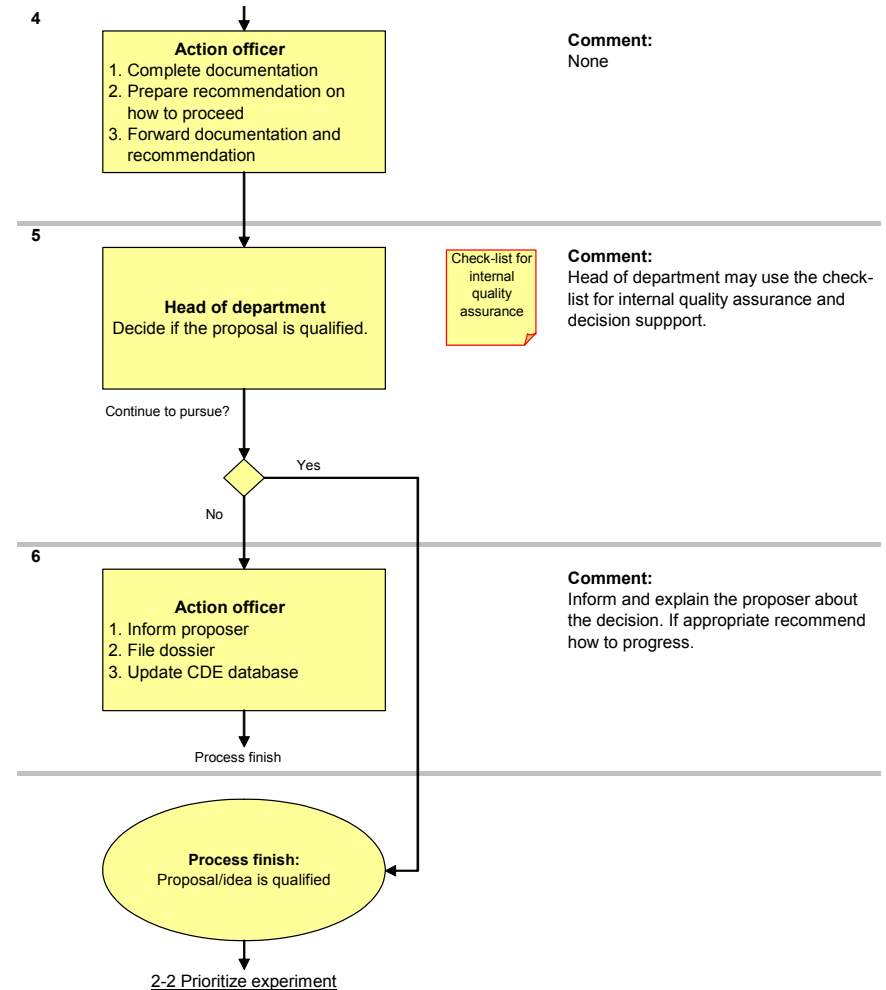 4
Action officer
1. Complete documentation
2. Prepare recommendation on
how to proceed
3. Forward documentation and
recommendation
Comment:
None
5
Head of department
Decide if the proposal is qualified.
Check-list for
internal
quality
assurance
Comment:
Head of department may use the check-
list for internal quality assurance and
decision suppport.
Continue to pursue?
Yes
No
6
Action officer
1. Inform proposer
2. File dossier
3. Update CDE database
Comment:
Inform and explain the proposer about
the decision. If appropriate recommend
how to progress.
Process finish
Process finish:
Proposal/idea is qualified
2-2 Prioritize experiment